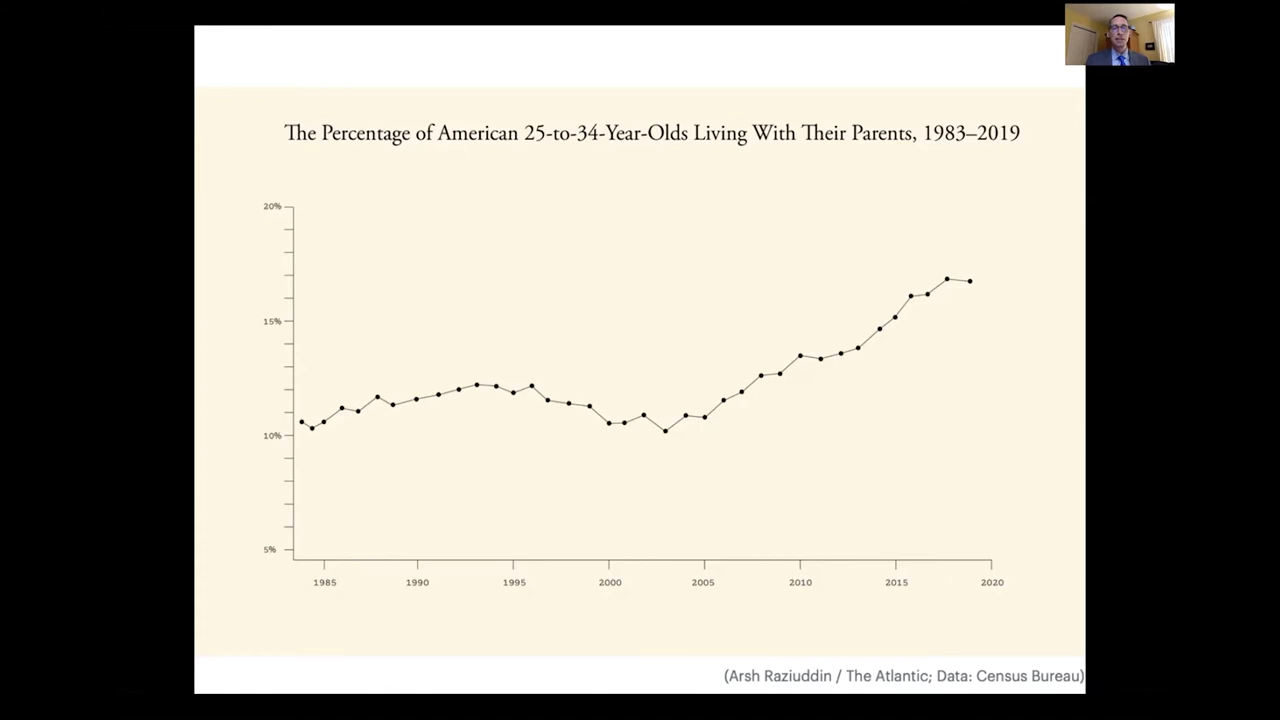 The Percentage of American 25-to-34-Year-Olds Living With Their Parents, 1983–2019
20%
15%
10%
5%
1985 1990 1995 2000 2005 2010 2015 2020
(Arsh Raziuddin / The Atlantic; Data: Census Bureau)